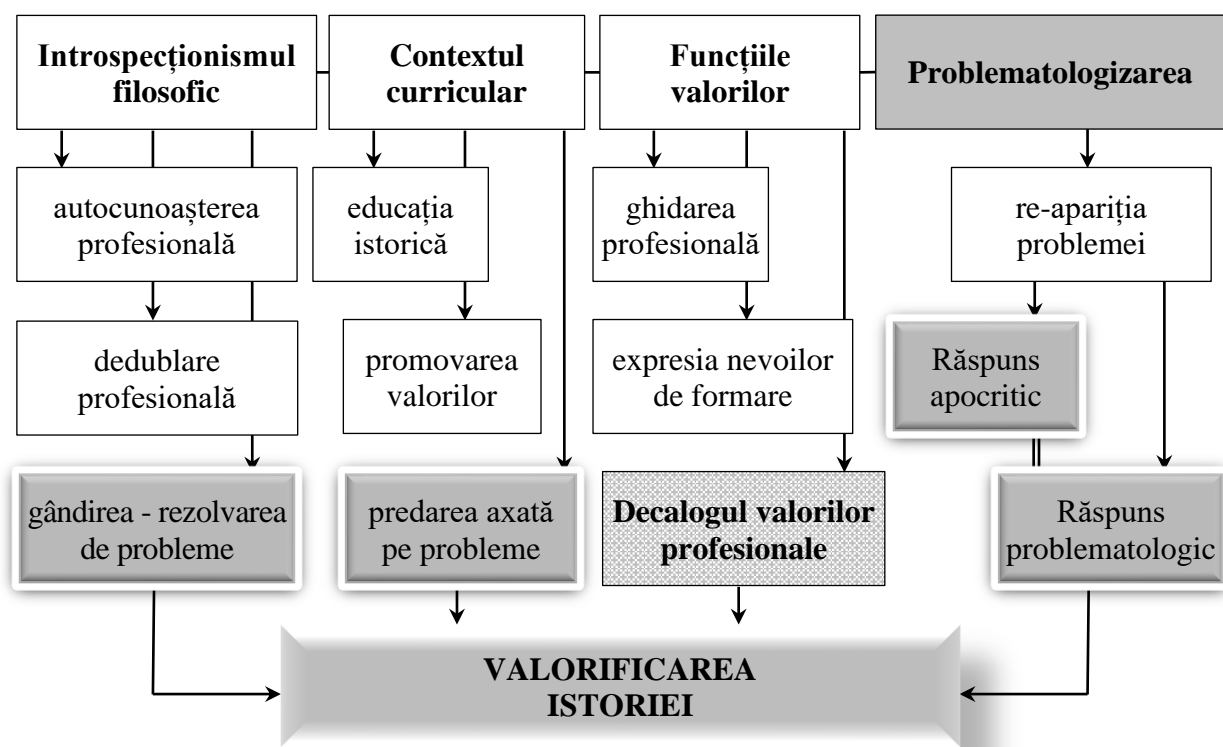 Introspecționismul
filosofic
Contextul
curricular
Funcțiile
valorilor
Problematologizarea
autocunoașterea
profesională
educația
istorică
ghidarea
profesională
re-apariția
problemei
dedublare
profesională
promovarea
valorilor
expresia nevoilor
de formare
Răspuns
apocritic
gândirea - rezolvarea
de probleme
predarea axată
pe probleme
Decalogul valorilor
profesionale
Răspuns
problematologic
VALORIFICAREA
ISTORIEI